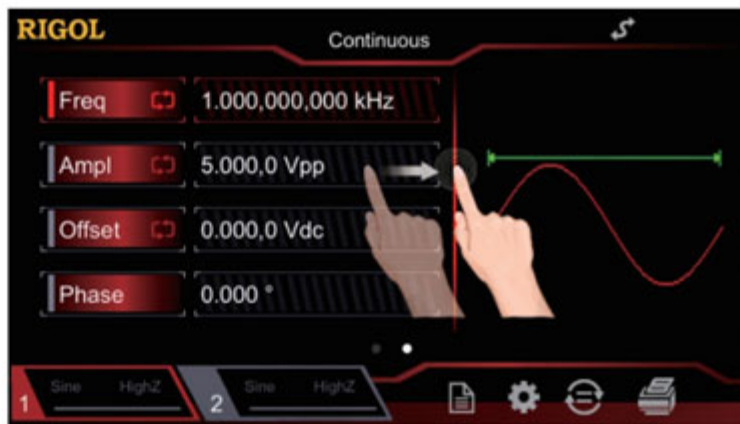 RIGOL
Continuous
Freq 1.000,000,000 kHz
Ampl 5.000,0 Vpp
Offset 0.000,0 Vdc
Phase 0.000 °
1 Sine HighZ 2 Sine HighZ